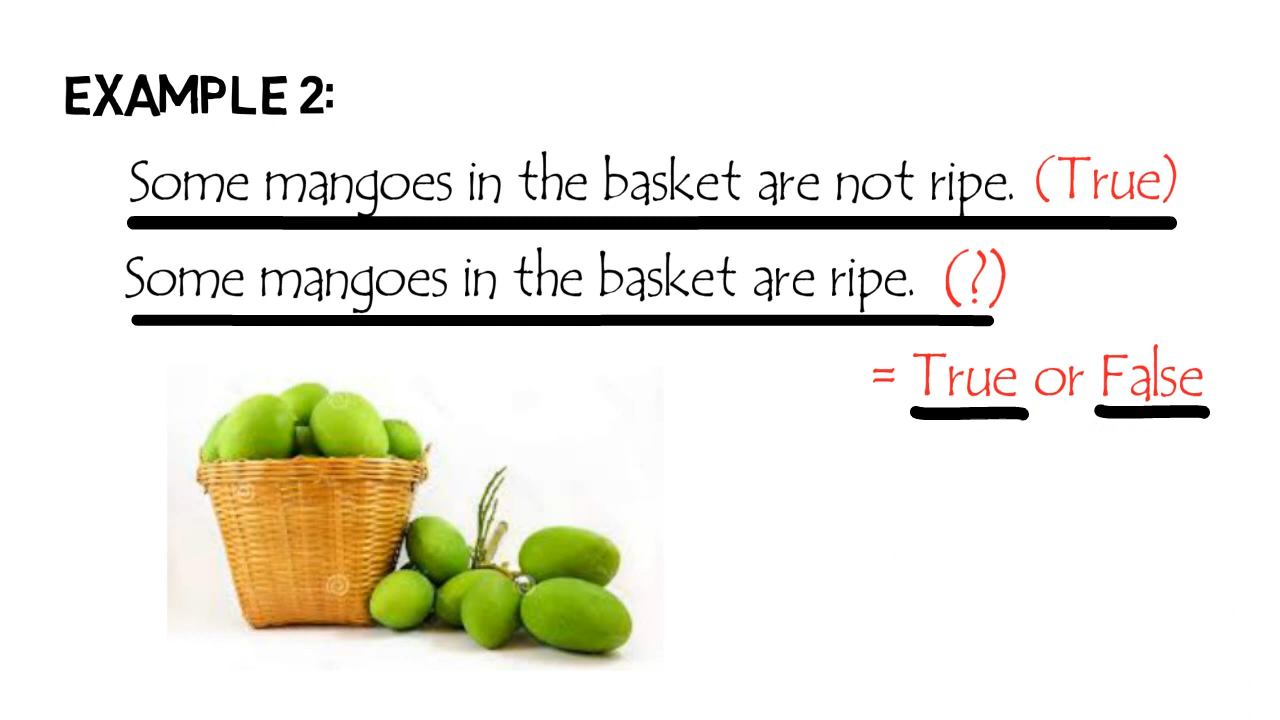 EXAMPLE 2:
Some mangoes in the basket are not ripe. (True)
Some mangoes in the basket are ripe. (?)
= True or False